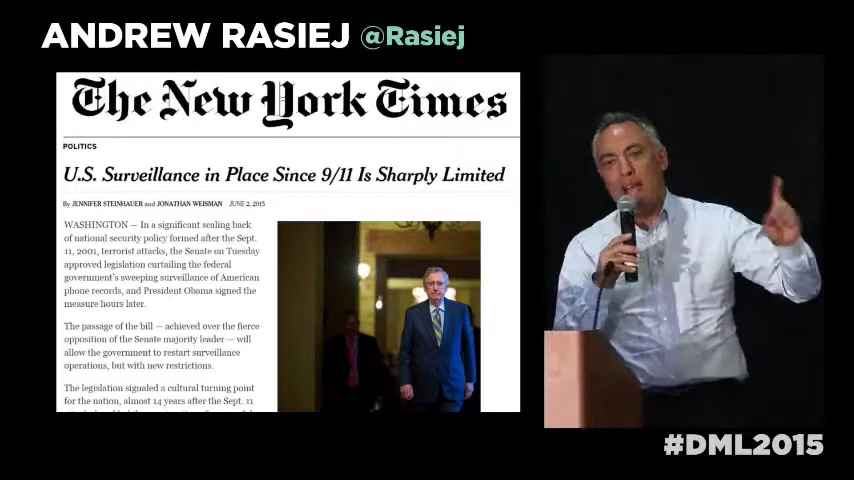 ANDREW RASIEJ @Rasiej
The New York Times
POLITICS
U.S. Surveillance in Place Since 9/11 Is Sharply Limited
By JENNIFER STEINHAUER and JONATHAN WEISMAN JUNE 2, 2015
WASHINGTON — In a significant scaling back
of national security policy formed after the Sept.
11, 2001, terrorist attacks, the Senate on Tuesday
approved legislation curtailing the federal
government's sweeping surveillance of American
phone records, and President Obama signed the
measure hours later.
The passage of the bill — achieved over the fierce
opposition of the Senate majority leader — will
allow the government to restart surveillance
operations, but with new restrictions.
The legislation signaled a cultural turning point
for the nation, almost 14 years after the Sept. 11
#DML2015